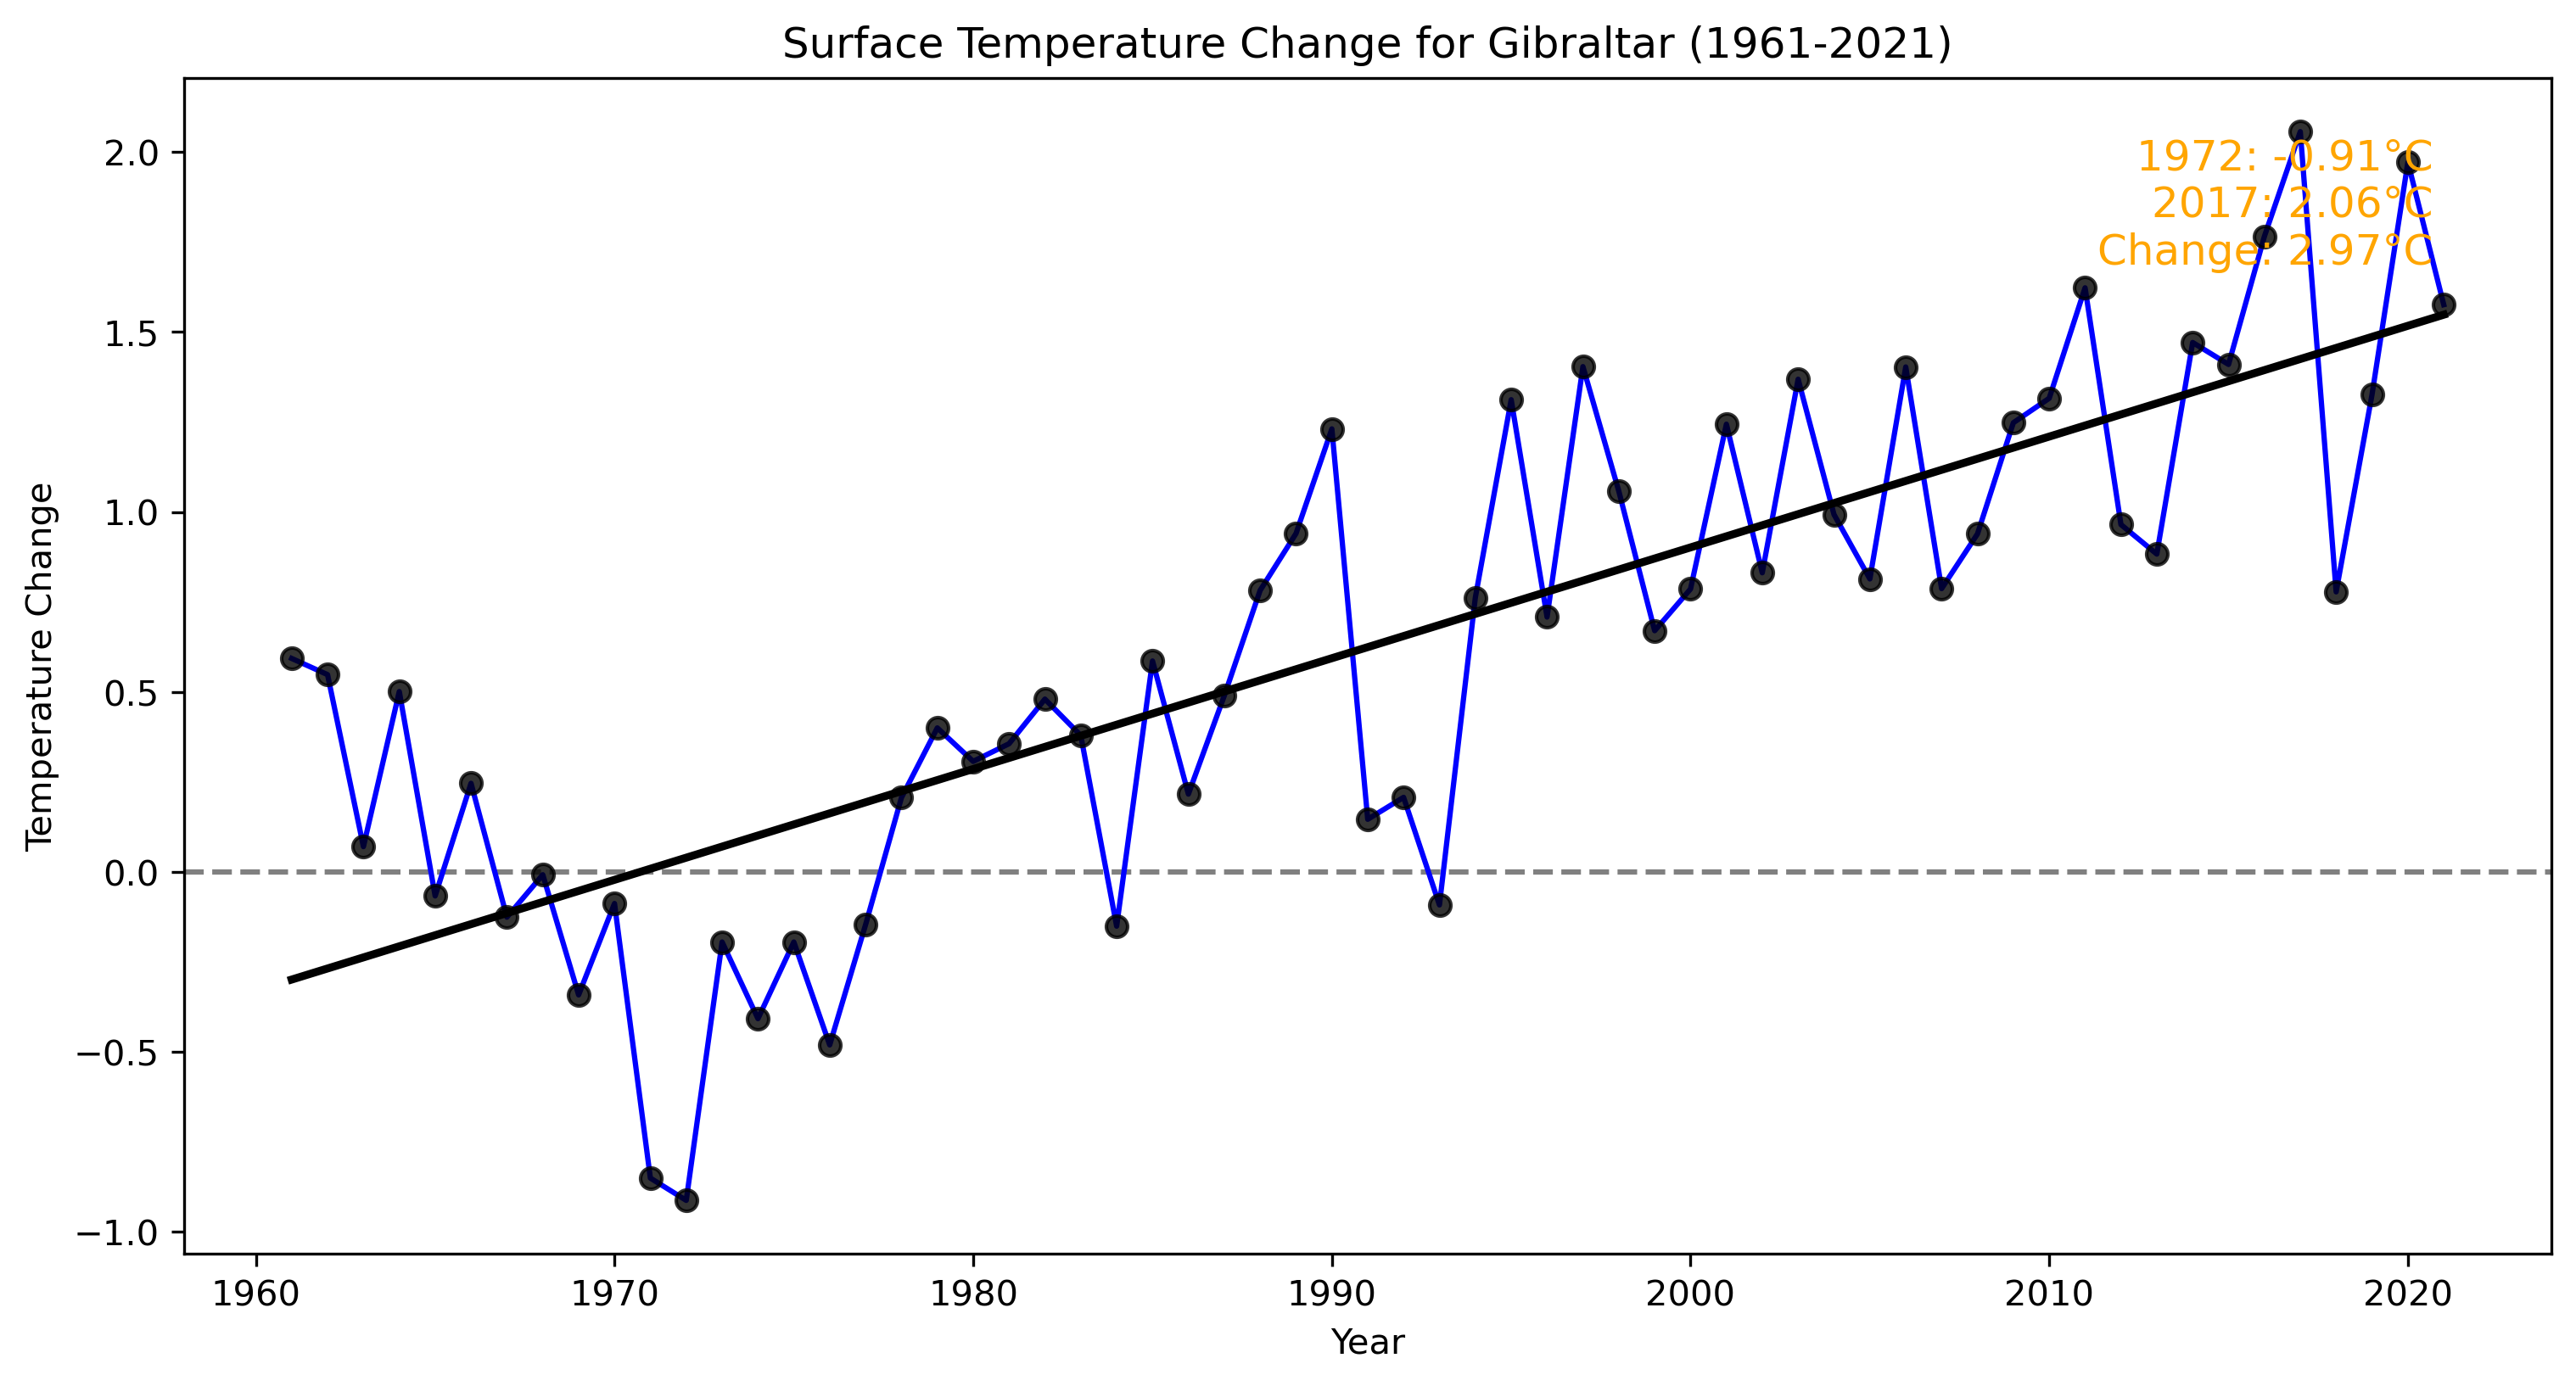 Surface Temperature Change for Gibraltar (1961-2021)
1972: -0.91°C
2017: 2.06°C
Change: 2.97°C
Temperature Change
2.0
1.5
1.0
0.5
0.0
−0.5
−1.0
1960 1970 1980 1990 2000 2010 2020
Year